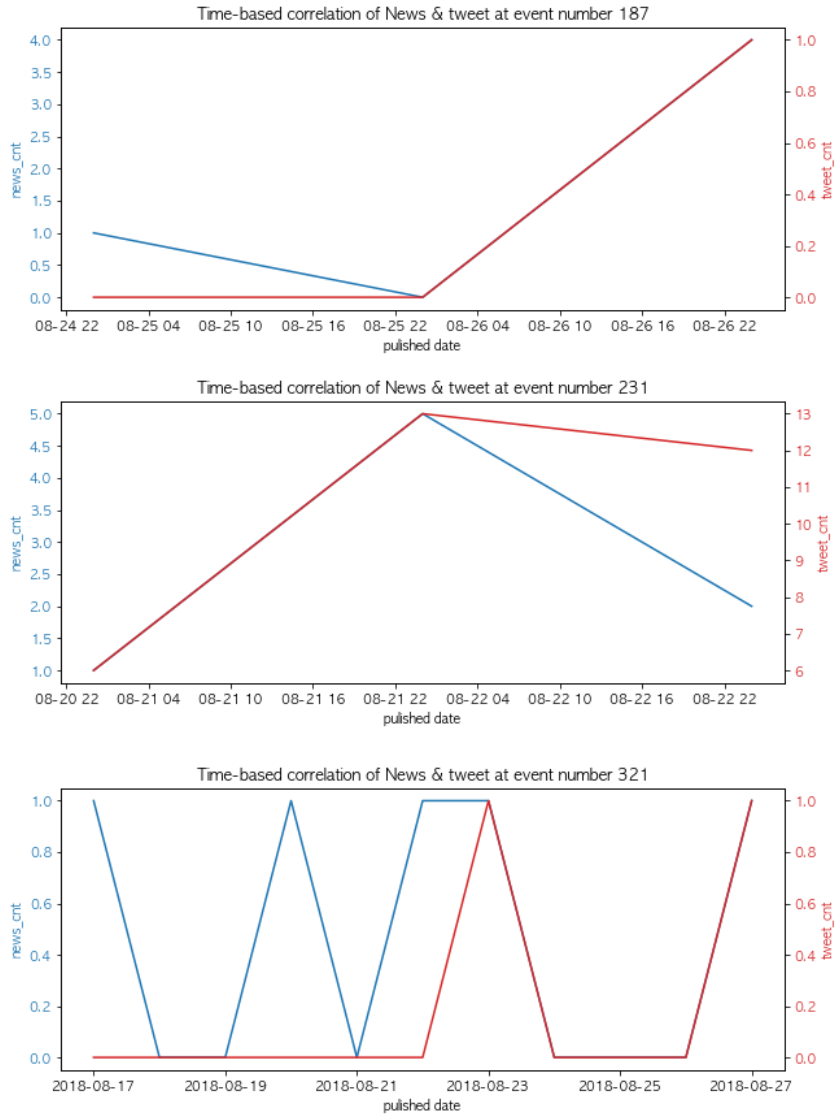 Time-based correlation of News & tweet at event number 187
4.0
3.5
3.0
2.5
2.0
1.5
1.0
0.5
0.0
news_cnt
1.0
0.8
0.6
0.4
0.2
0.0
tweet_cnt
08-24 22 08-25 04 08-25 10 08-25 16 08-25 22 08-26 04 08-26 10 08-26 16 08-26 22
pulished date
Time-based correlation of News & tweet at event number 231
5.0
4.5
4.0
3.5
3.0
2.5
2.0
1.5
1.0
news_cnt
13
12
11
10
9
8
7
6
tweet_cnt
08-20 22 08-21 04 08-21 10 08-21 16 08-21 22 08-22 04 08-22 10 08-22 16 08-22 22
pulished date
Time-based correlation of News & tweet at event number 321
1.0
0.8
0.6
0.4
0.2
0.0
news_cnt
1.0
0.8
0.6
0.4
0.2
0.0
tweet_cnt
2018-08-17 2018-08-19 2018-08-21 2018-08-23 2018-08-25 2018-08-27
pulished date